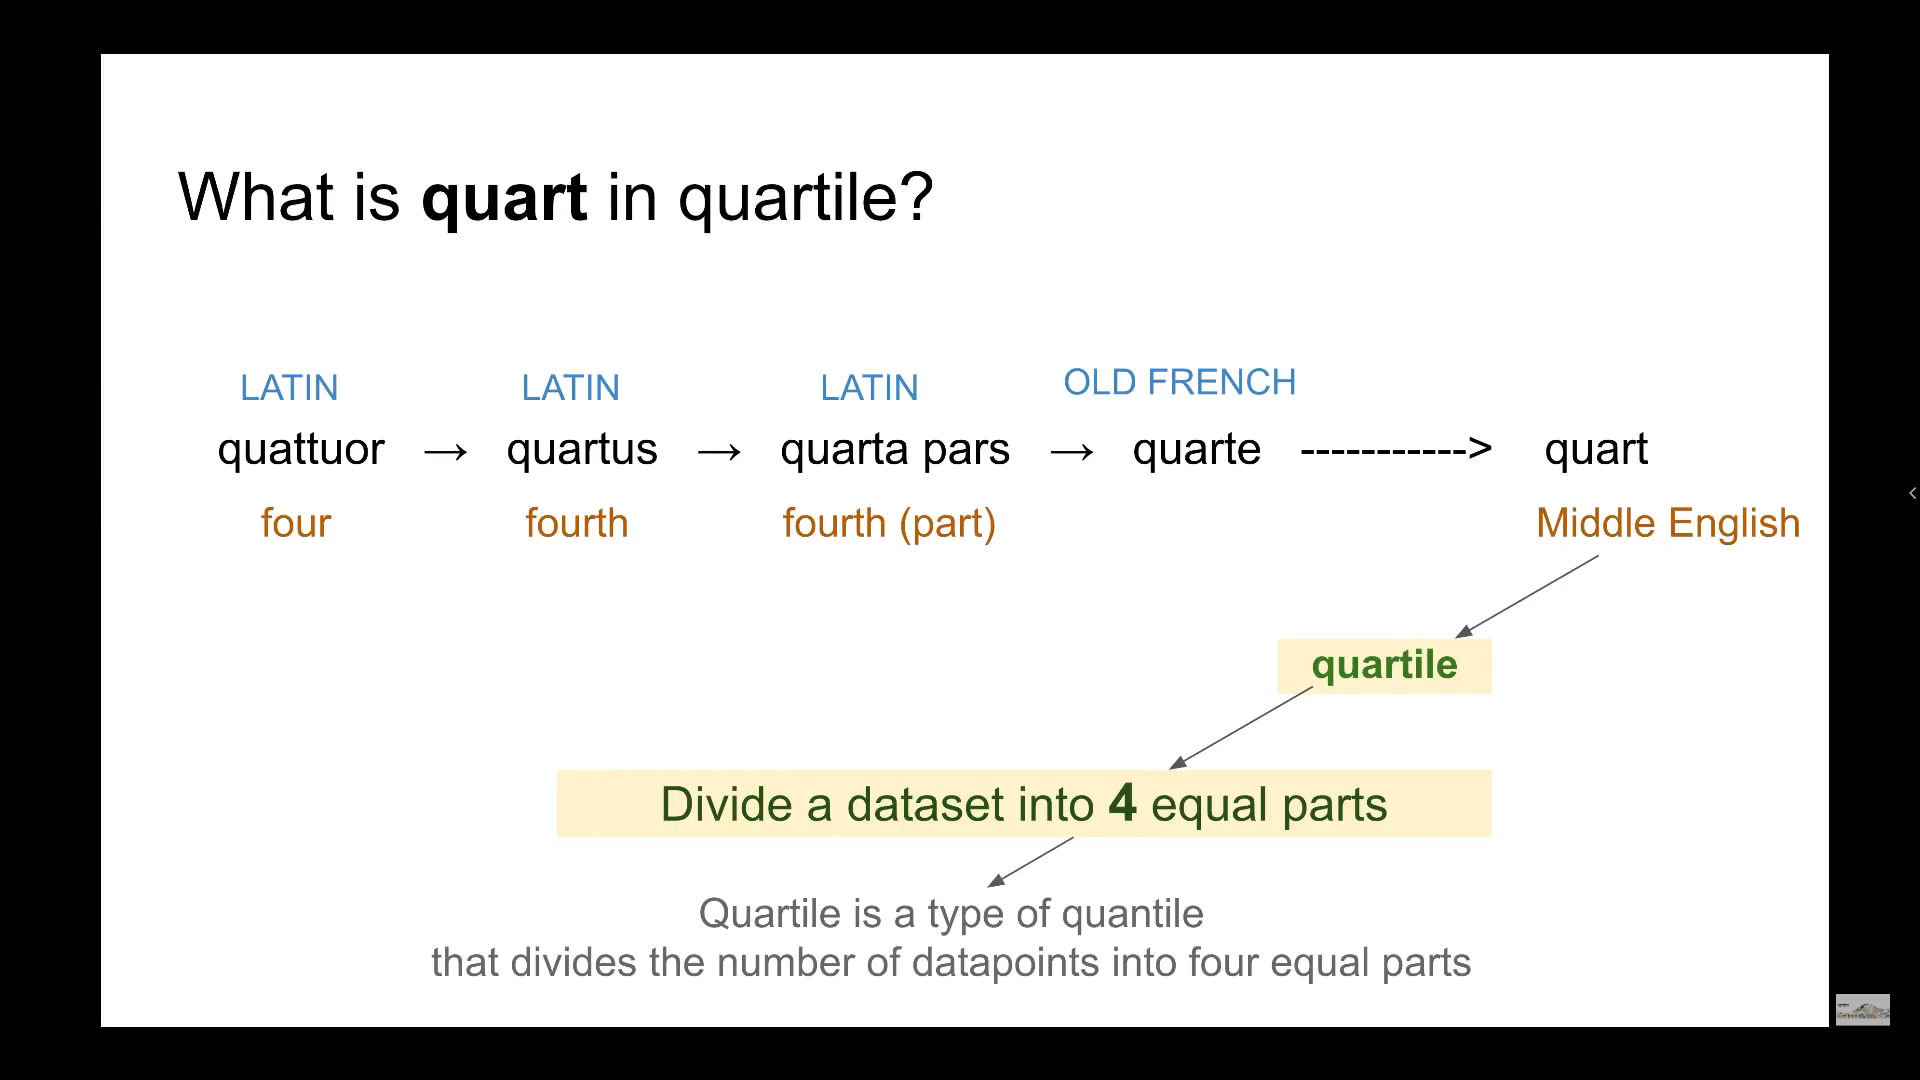 What is quart in quartile?
LATIN LATIN LATIN OLD FRENCH
quattuor → quartus → quarta pars → quarte -----------> quart
four fourth fourth (part) Middle English
quartile
Divide a dataset into 4 equal parts
Quartile is a type of quantile
that divides the number of datapoints into four equal parts